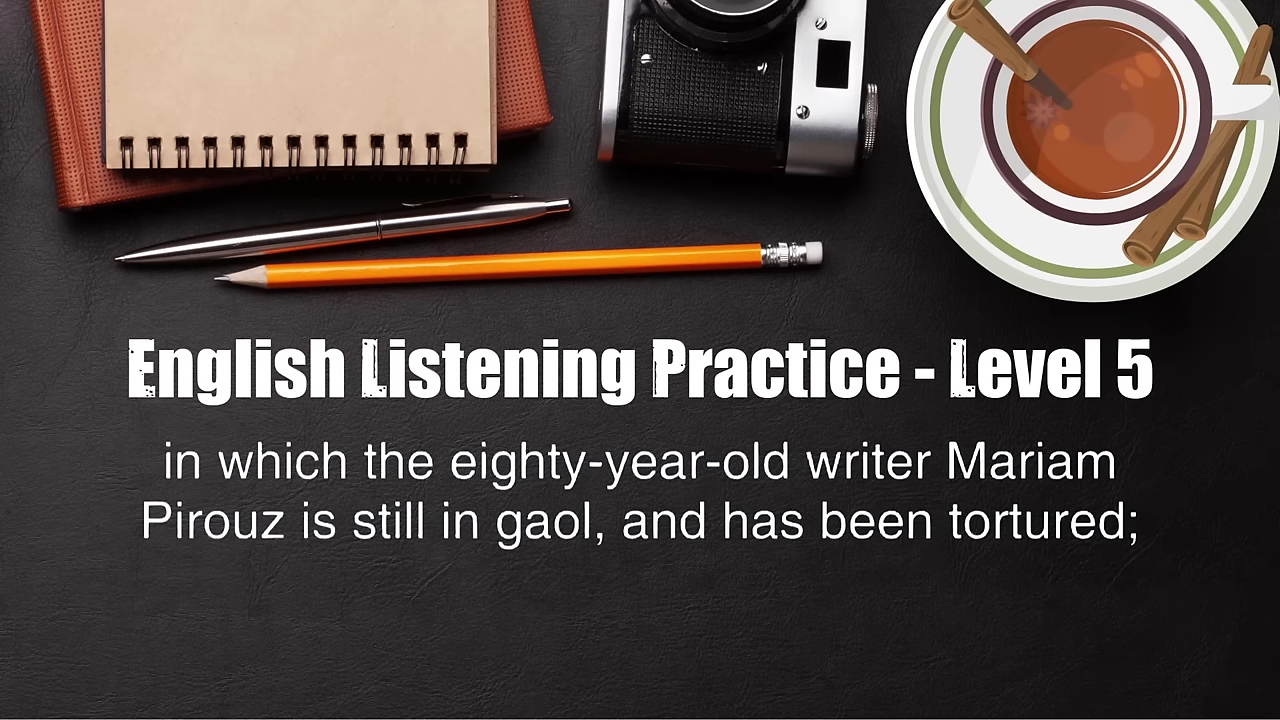 English Listening Practice - Level 5
in which the eighty-year-old writer Mariam
Pirouz is still in gaol, and has been tortured;